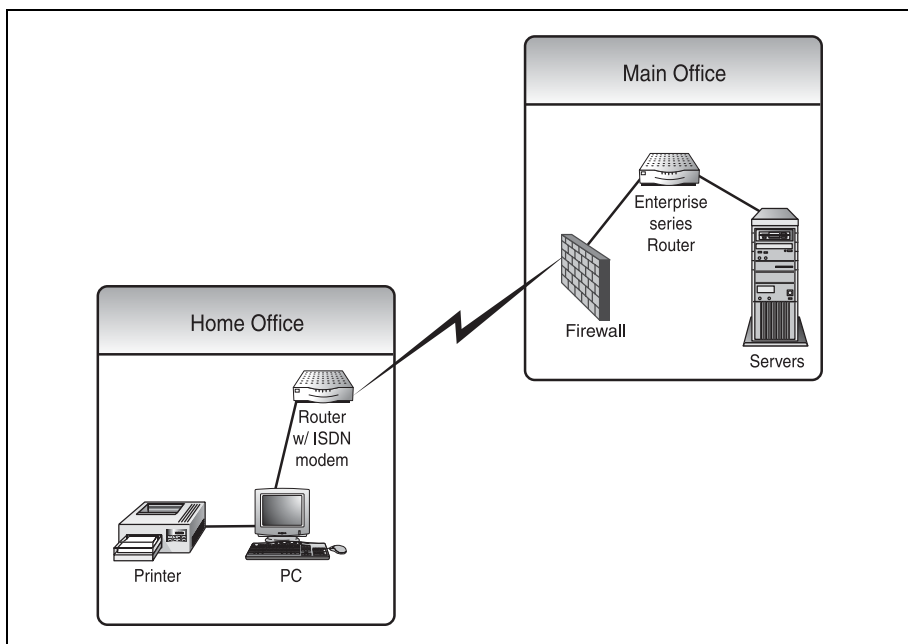 Main Office
Enterprise
series
Router
Firewall
Servers
Home Office
Router
w/ ISDN
modem
Printer
PC